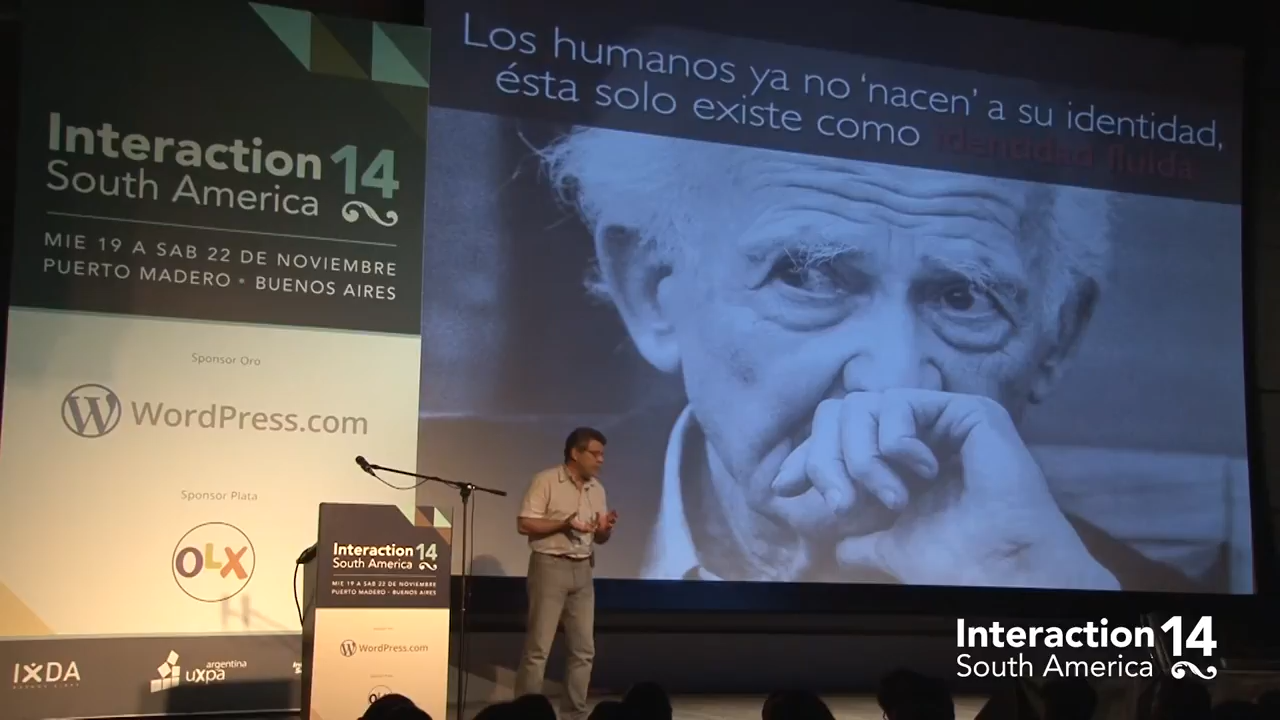 Los humanos ya no 'nacen' a su identidad,
ésta solo existe como identidad fluida
Interaction 14
South America
MIE 19 A SAB 22 DE NOVIEMBRE
PUERTO MADERO • BUENOS AIRES
Sponsor Oro
WordPress.com
Sponsor Plata
OLX
IXDA
BUENOS AIRES
argentina
uxpa
Interaction 14
South America
MIE 19 A SAB 22 DE NOVIEMBRE
PUERTO MADERO • BUENOS AIRES
WordPress.com
Interaction 14
South America